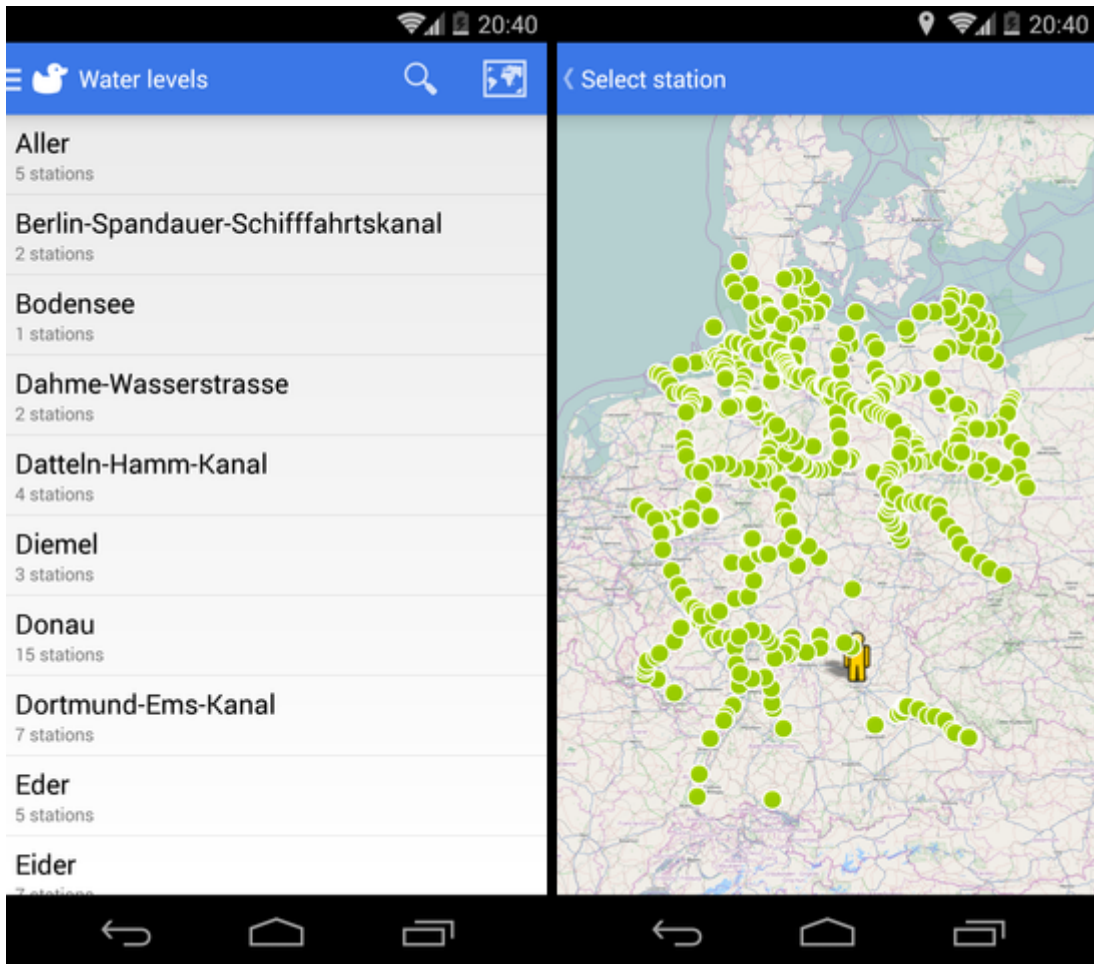 20:40
Water levels
Aller
5 stations
Berlin-Spandauer-Schifffahrtskanal
2 stations
Bodensee
1 stations
Dahme-Wasserstrasse
2 stations
Datteln-Hamm-Kanal
4 stations
Diemel
3 stations
Donau
15 stations
Dortmund-Ems-Kanal
7 stations
Eder
5 stations
Eider
7 stations
20:40
Select station